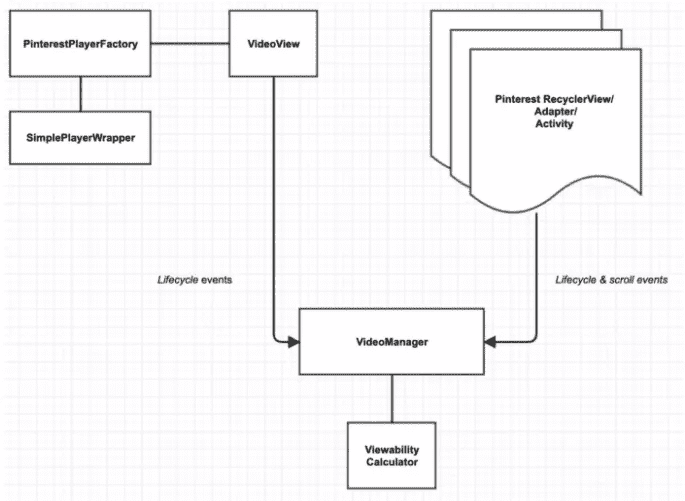 PinterestPlayerFactory
VideoView
SimplePlayerWrapper
Pinterest RecyclerView/
Adapter/
Activity
Lifecycle events
Lifecycle & scroll events
VideoManager
Viewability
Calculator